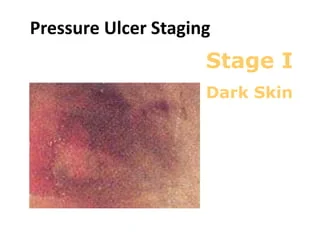 Pressure Ulcer Staging
Stage I
Dark Skin